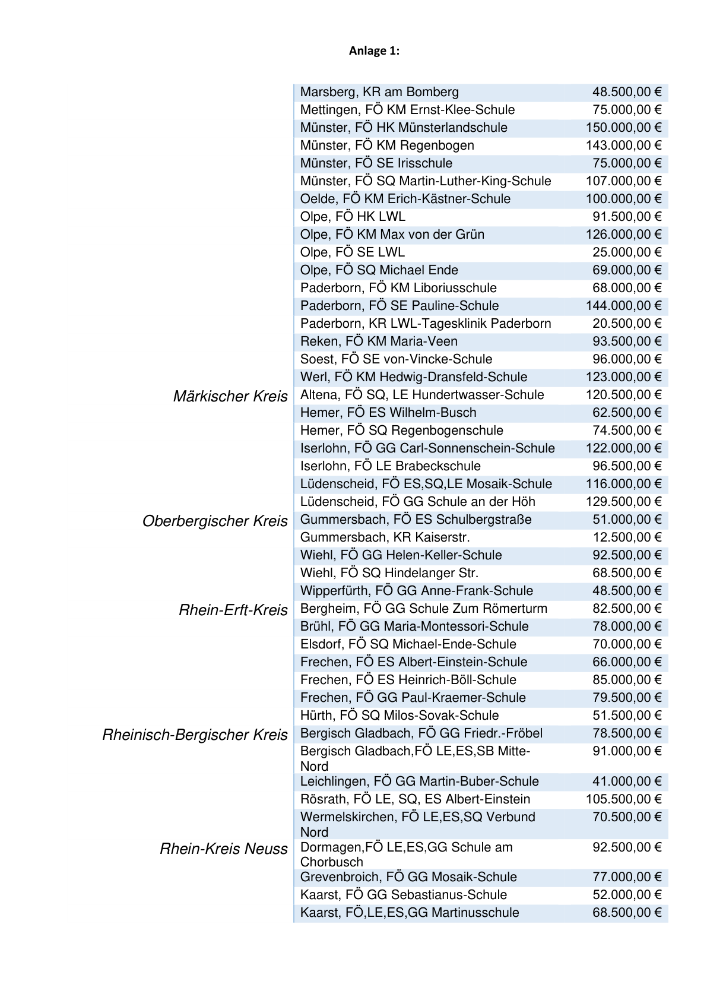 Anlage 1:
Marsberg, KR am Bomberg 48.500,00 €
Mettingen, FÖ KM Ernst-Klee-Schule 75.000,00 €
Münster, FÖ HK Münsterlandschule 150.000,00 €
Münster, FÖ KM Regenbogen 143.000,00 €
Münster, FÖ SE Irisschule 75.000,00 €
Münster, FÖ SQ Martin-Luther-King-Schule 107.000,00 €
Oelde, FÖ KM Erich-Kästner-Schule 100.000,00 €
Olpe, FÖ HK LWL 91.500,00 €
Olpe, FÖ KM Max von der Grün 126.000,00 €
Olpe, FÖ SE LWL 25.000,00 €
Olpe, FÖ SQ Michael Ende 69.000,00 €
Paderborn, FÖ KM Liboriusschule 68.000,00 €
Paderborn, FÖ SE Pauline-Schule 144.000,00 €
Paderborn, KR LWL-Tagesklinik Paderborn 20.500,00 €
Reken, FÖ KM Maria-Veen 93.500,00 €
Soest, FÖ SE von-Vincke-Schule 96.000,00 €
Werl, FÖ KM Hedwig-Dransfeld-Schule 123.000,00 €
Märkischer Kreis Altena, FÖ SQ, LE Hundertwasser-Schule 120.500,00 €
Hemer, FÖ ES Wilhelm-Busch 62.500,00 €
Hemer, FÖ SQ Regenbogenschule 74.500,00 €
Iserlohn, FÖ GG Carl-Sonnenschein-Schule 122.000,00 €
Iserlohn, FÖ LE Brabeckschule 96.500,00 €
Lüdenscheid, FÖ ES,SQ,LE Mosaik-Schule 116.000,00 €
Lüdenscheid, FÖ GG Schule an der Höh 129.500,00 €
Oberbergischer Kreis Gummersbach, FÖ ES Schulbergstraße 51.000,00 €
Gummersbach, KR Kaiserstr. 12.500,00 €
Wiehl, FÖ GG Helen-Keller-Schule 92.500,00 €
Wiehl, FÖ SQ Hindelanger Str. 68.500,00 €
Wipperfürth, FÖ GG Anne-Frank-Schule 48.500,00 €
Rhein-Erft-Kreis Bergheim, FÖ GG Schule Zum Römerturm 82.500,00 €
Brühl, FÖ GG Maria-Montessori-Schule 78.000,00 €
Elsdorf, FÖ SQ Michael-Ende-Schule 70.000,00 €
Frechen, FÖ ES Albert-Einstein-Schule 66.000,00 €
Frechen, FÖ ES Heinrich-Böll-Schule 85.000,00 €
Frechen, FÖ GG Paul-Kraemer-Schule 79.500,00 €
Hürth, FÖ SQ Milos-Sovak-Schule 51.500,00 €
Rheinisch-Bergischer Kreis Bergisch Gladbach, FÖ GG Friedr.-Fröbel 78.500,00 €
Bergisch Gladbach,FÖ LE,ES,SB Mitte- 91.000,00 €
Nord
Leichlingen, FÖ GG Martin-Buber-Schule 41.000,00 €
Rösrath, FÖ LE, SQ, ES Albert-Einstein 105.500,00 €
Wermelskirchen, FÖ LE,ES,SQ Verbund 70.500,00 €
Nord
Rhein-Kreis Neuss Dormagen,FÖ LE,ES,GG Schule am 92.500,00 €
Chorbusch
Grevenbroich, FÖ GG Mosaik-Schule 77.000,00 €
Kaarst, FÖ GG Sebastianus-Schule 52.000,00 €
Kaarst, FÖ,LE,ES,GG Martinusschule 68.500,00 €